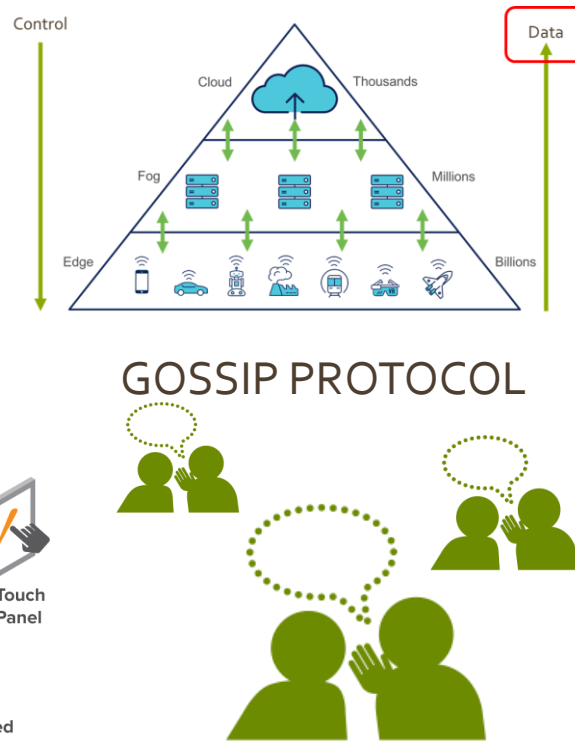 Control
Data
Cloud
Thousands
Fog
Millions
Edge
Billions
GOSSIP PROTOCOL
Touch
Panel